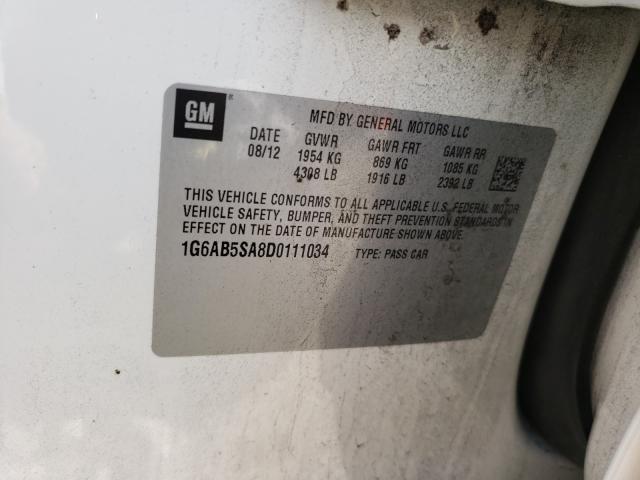 GM®
MFD BY GENERAL MOTORS LLC
DATE GVWR GAWR FRT GAWR RR
08/12 1954 KG 869 KG 1085 KG
4308 LB 1916 LB 2392 LB
THIS VEHICLE CONFORMS TO ALL APPLICABLE U.S. FEDERAL MOTOR
VEHICLE SAFETY, BUMPER, AND THEFT PREVENTION STANDARDS IN
EFFECT ON THE DATE OF MANUFACTURE SHOWN ABOVE.
1G6AB5SA8D0111034 TYPE: PASS CAR